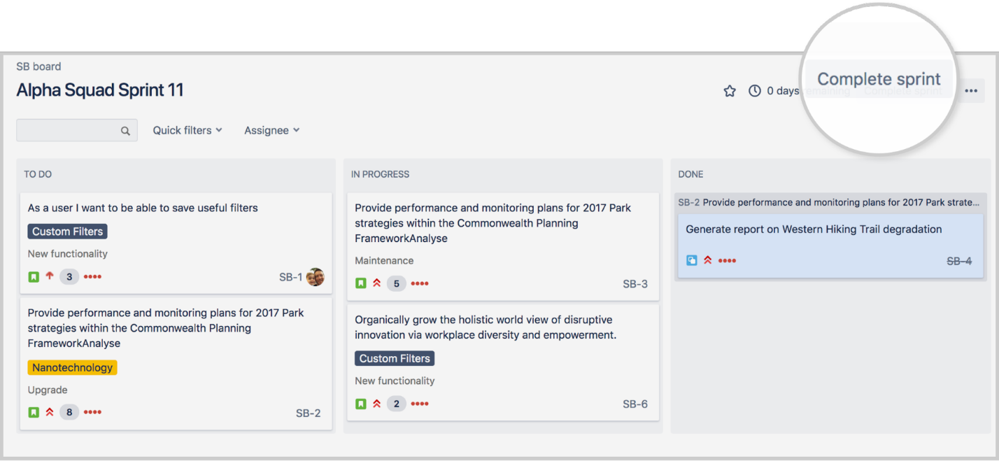 SB board
Alpha Squad Sprint 11
0 days remaining
Complete sprint
Quick filters
Assignee
TO DO
As a user I want to be able to save useful filters
Custom Filters
New functionality
3
SB-1
Provide performance and monitoring plans for 2017 Park
strategies within the Commonwealth Planning
FrameworkAnalyse
Nanotechnology
Upgrade
8
SB-2
IN PROGRESS
Provide performance and monitoring plans for 2017 Park
strategies within the Commonwealth Planning
FrameworkAnalyse
Maintenance
5
SB-3
Organically grow the holistic world view of disruptive
innovation via workplace diversity and empowerment.
Custom Filters
New functionality
2
SB-6
DONE
SB-2 Provide performance and monitoring plans for 2017 Park strate...
Generate report on Western Hiking Trail degradation
SB-4